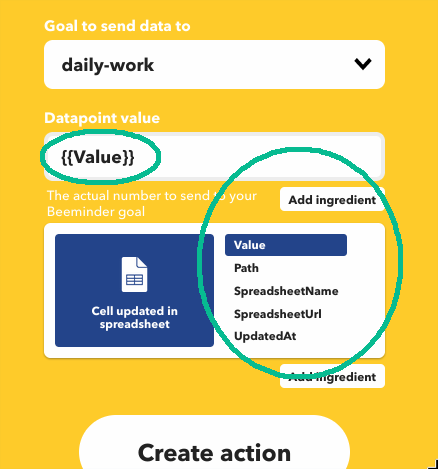 Goal to send data to
daily-work
Datapoint value
{{Value}}
The actual number to send to your
Beeminder goal
Add ingredient
Cell updated in
spreadsheet
Value
Path
SpreadsheetName
SpreadsheetUrl
UpdatedAt
Add ingredient
Create action